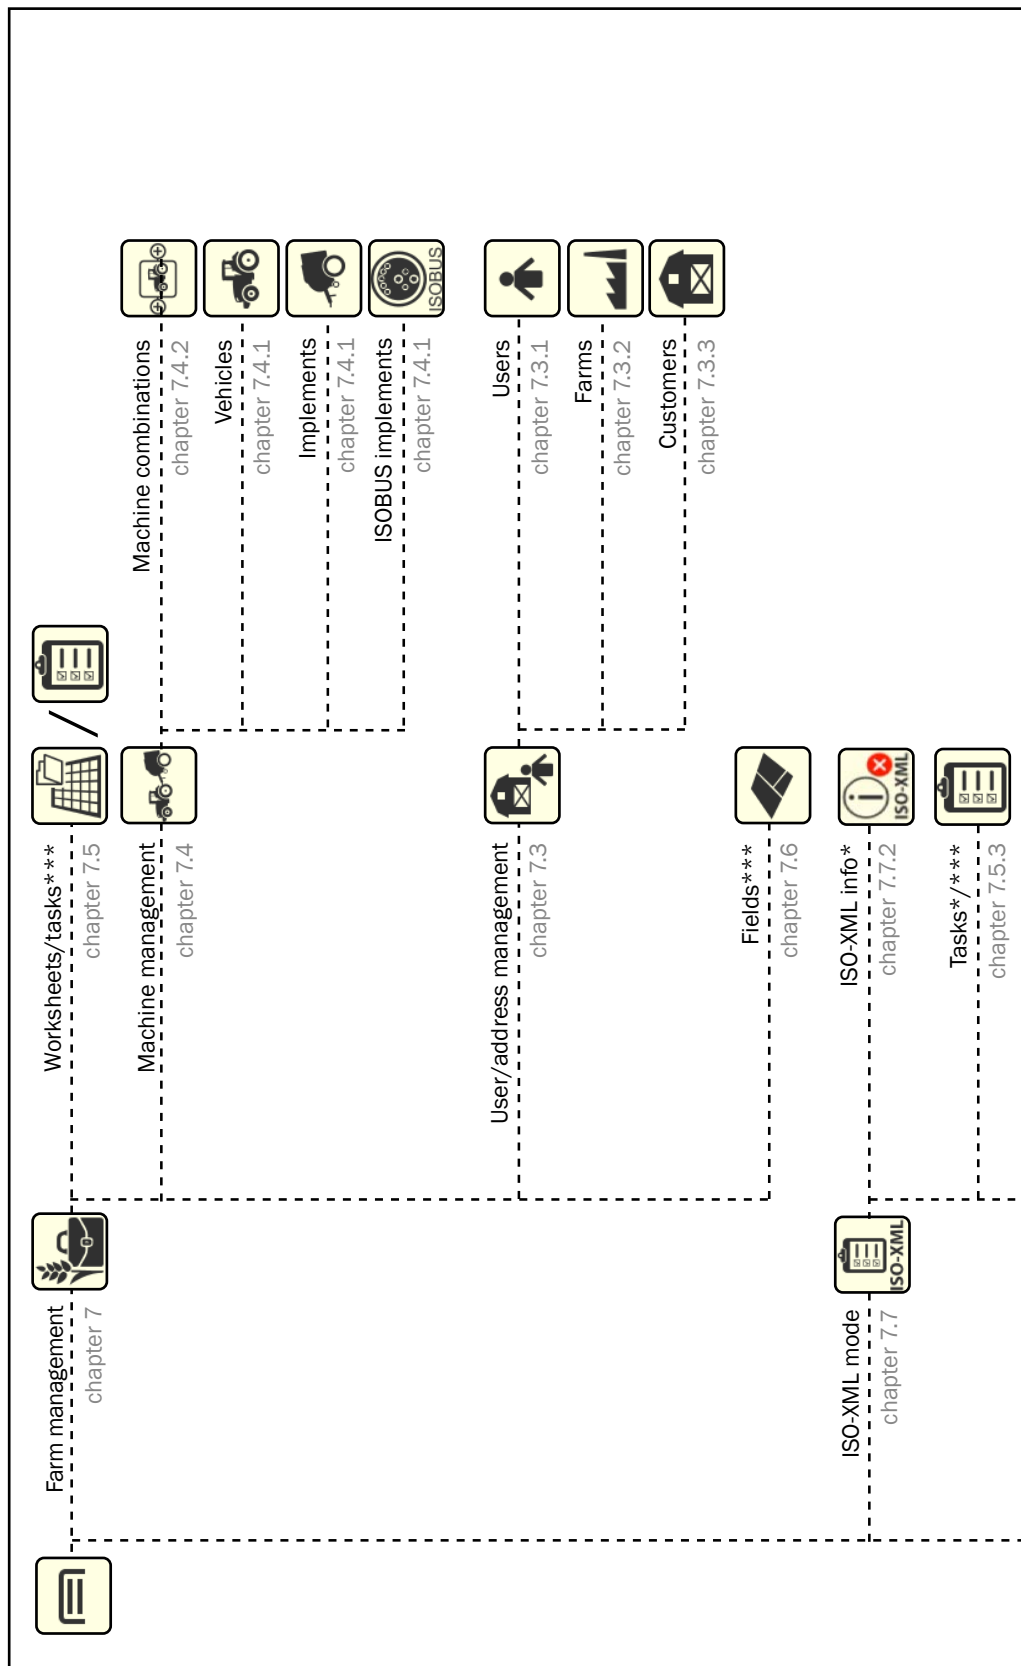 Farm management
chapter 7
Worksheets/tasks***
chapter 7.5
/
Machine management
chapter 7.4
Machine combinations
chapter 7.4.2
Vehicles
chapter 7.4.1
Implements
chapter 7.4.1
ISOBUS implements
chapter 7.4.1
ISOBUS
User/address management
chapter 7.3
Users
chapter 7.3.1
Farms
chapter 7.3.2
Customers
chapter 7.3.3
Fields***
chapter 7.6
ISO-XML mode
chapter 7.7
ISO-XML
ISO-XML info*
chapter 7.7.2
ISO-XML
Tasks*/***
chapter 7.5.3